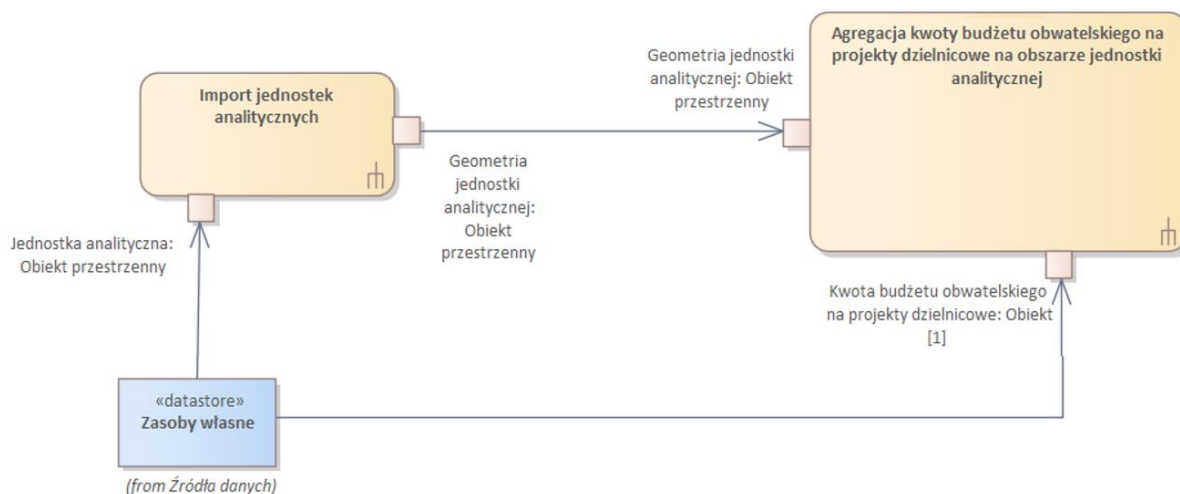 Agregacja kwoty budżetu obwatelskiego na
projekty dzielnicowe na obszarze jednostki
analitycznej
Geometria jednostki
analitycznej: Obiekt
przestrzenny
Import jednostek
analitycznych
Geometria
jednostki
analitycznej:
Obiekt
przestrzenny
Jednostka analityczna:
Obiekt przestrzenny
Kwota budżetu obwatelskiego
na projekty dzielnicowe: Obiekt
[1]
«datastore»
Zasoby własne
(from Źródła danych)